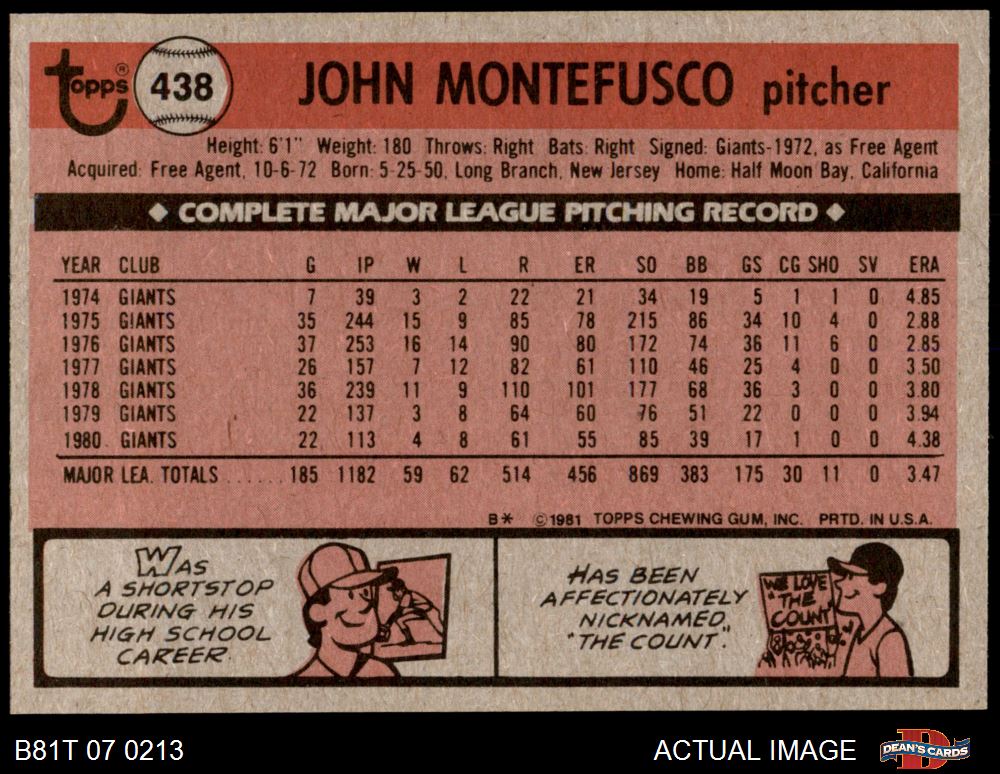 topps® 438 JOHN MONTEFUSCO pitcher
Height: 6'1" Weight: 180 Throws: Right Bats: Right Signed: Giants-1972, as Free Agent
Acquired: Free Agent, 10-6-72 Born: 5-25-50, Long Branch, New Jersey Home: Half Moon Bay, California
◆ COMPLETE MAJOR LEAGUE PITCHING RECORD ◆
YEAR CLUB G IP W L R ER SO BB GS CG SHO SV ERA
1974 GIANTS 7 39 3 2 22 21 34 19 5 1 1 0 4.85
1975 GIANTS 35 244 15 9 85 78 215 86 34 10 4 0 2.88
1976 GIANTS 37 253 16 14 90 80 172 74 36 11 6 0 2.85
1977 GIANTS 26 157 7 12 82 61 110 46 25 4 0 0 3.50
1978 GIANTS 36 239 11 9 110 101 177 68 36 3 0 0 3.80
1979 GIANTS 22 137 3 8 64 60 76 51 22 0 0 0 3.94
1980 GIANTS 22 113 4 8 61 55 85 39 17 1 0 0 4.38
MAJOR LEA. TOTALS ...... 185 1182 59 62 514 456 869 383 175 30 11 0 3.47
B* ©1981 TOPPS CHEWING GUM, INC. PRTD. IN U.S.A.
WAS
A SHORTSTOP
DURING HIS
HIGH SCHOOL
CAREER.
HAS BEEN
AFFECTIONATELY
NICKNAMED
"THE COUNT".
WE LOVE
"THE
COUNT"
B81T 07 0213
ACTUAL IMAGE
DEAN'S CARDS